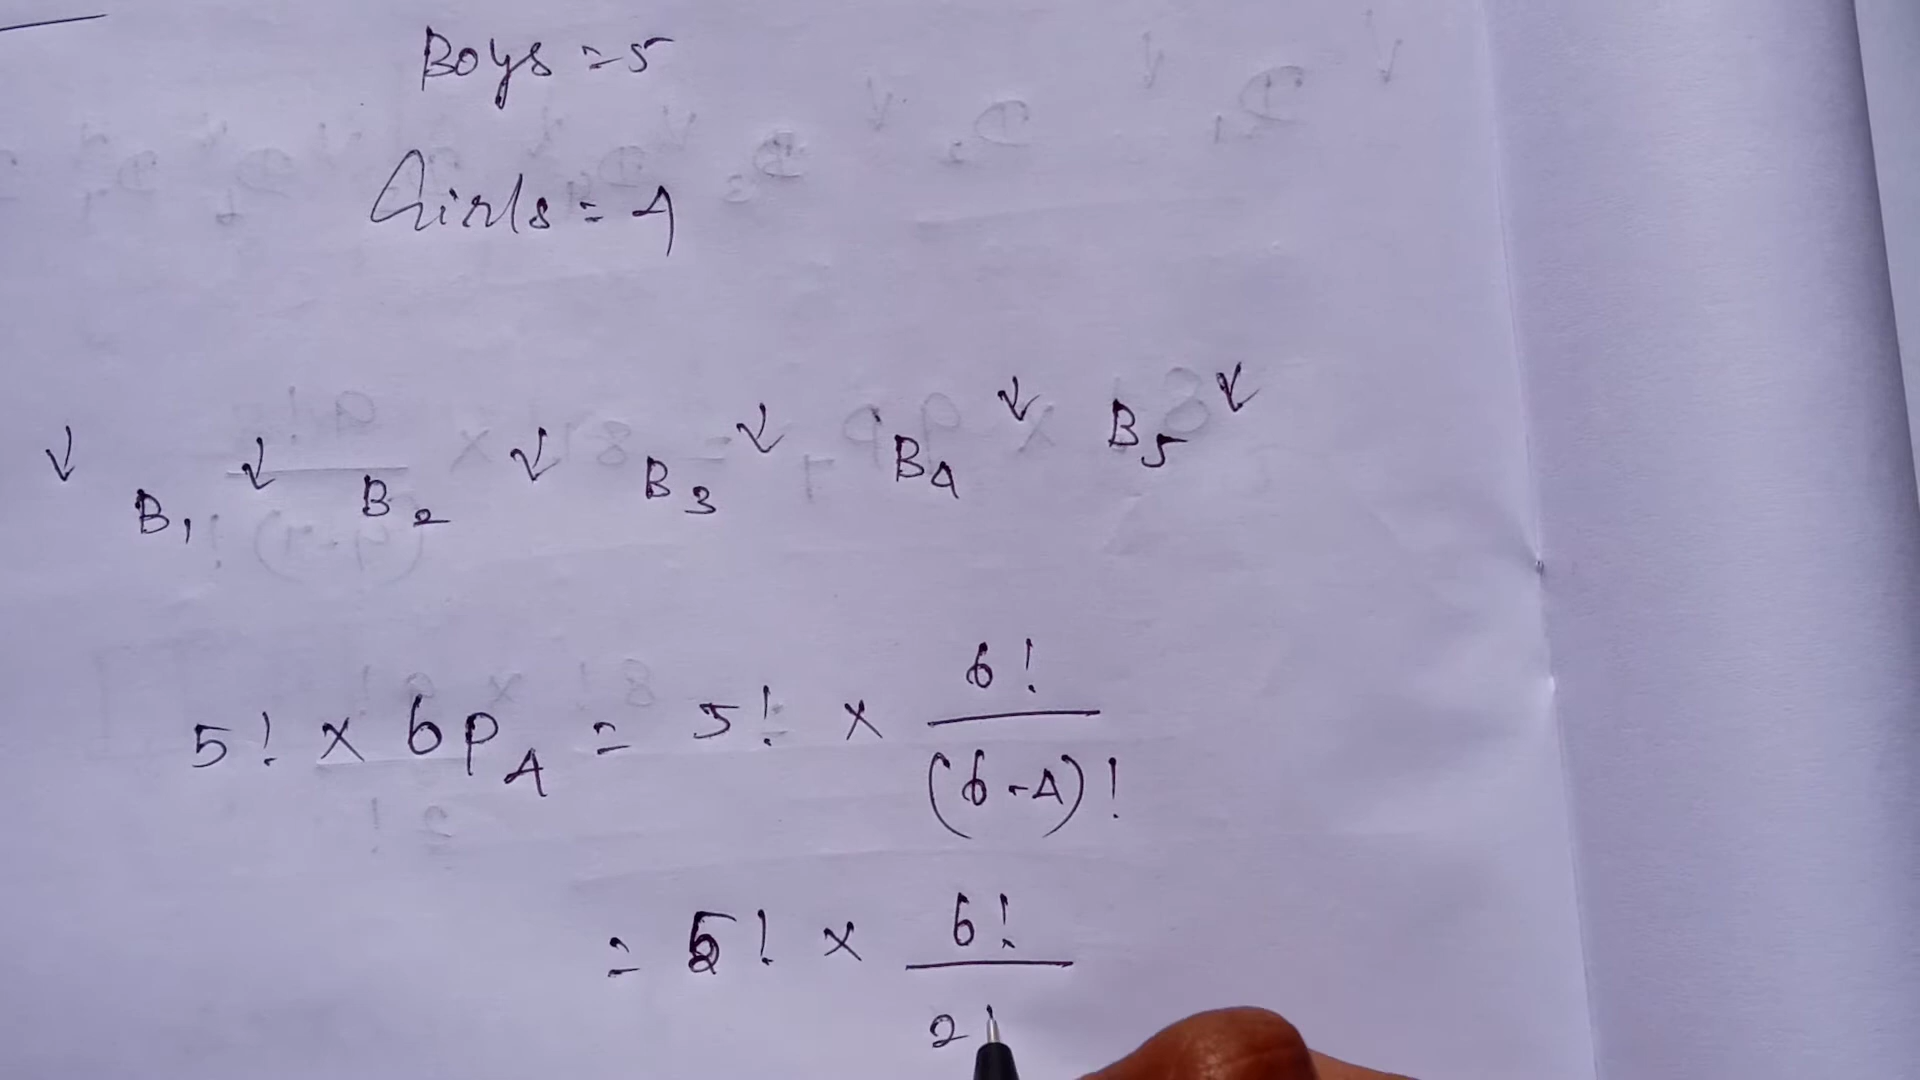 Boys = 5
Girls = 4
↓ B₁ ↓ B₂ ↓ B₃ ↓ B₄ ↓ B₅ ↓
5! × 6P₄ = 5! × 6! / (6-4)!
= 5! × 6! / 2!